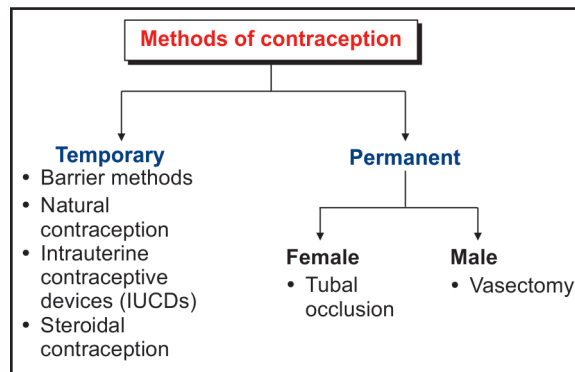 Methods of contraception
Temporary
• Barrier methods
• Natural
contraception
• Intrauterine
contraceptive
devices (IUCDs)
• Steroidal
contraception
Permanent
Female
• Tubal
occlusion
Male
• Vasectomy